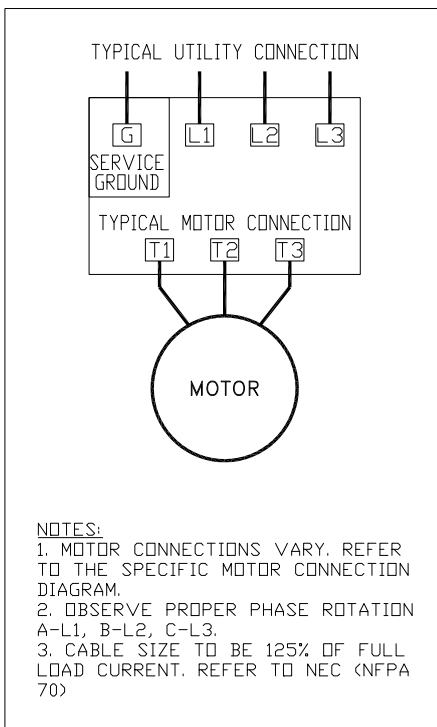 TYPICAL UTILITY CONNECTION
G L1 L2 L3
SERVICE
GROUND
TYPICAL MOTOR CONNECTION
T1 T2 T3
MOTOR
NOTES:
1. MOTOR CONNECTIONS VARY. REFER
TO THE SPECIFIC MOTOR CONNECTION
DIAGRAM.
2. OBSERVE PROPER PHASE ROTATION
A-L1, B-L2, C-L3.
3. CABLE SIZE TO BE 125% OF FULL
LOAD CURRENT. REFER TO NEC (NFPA
70)